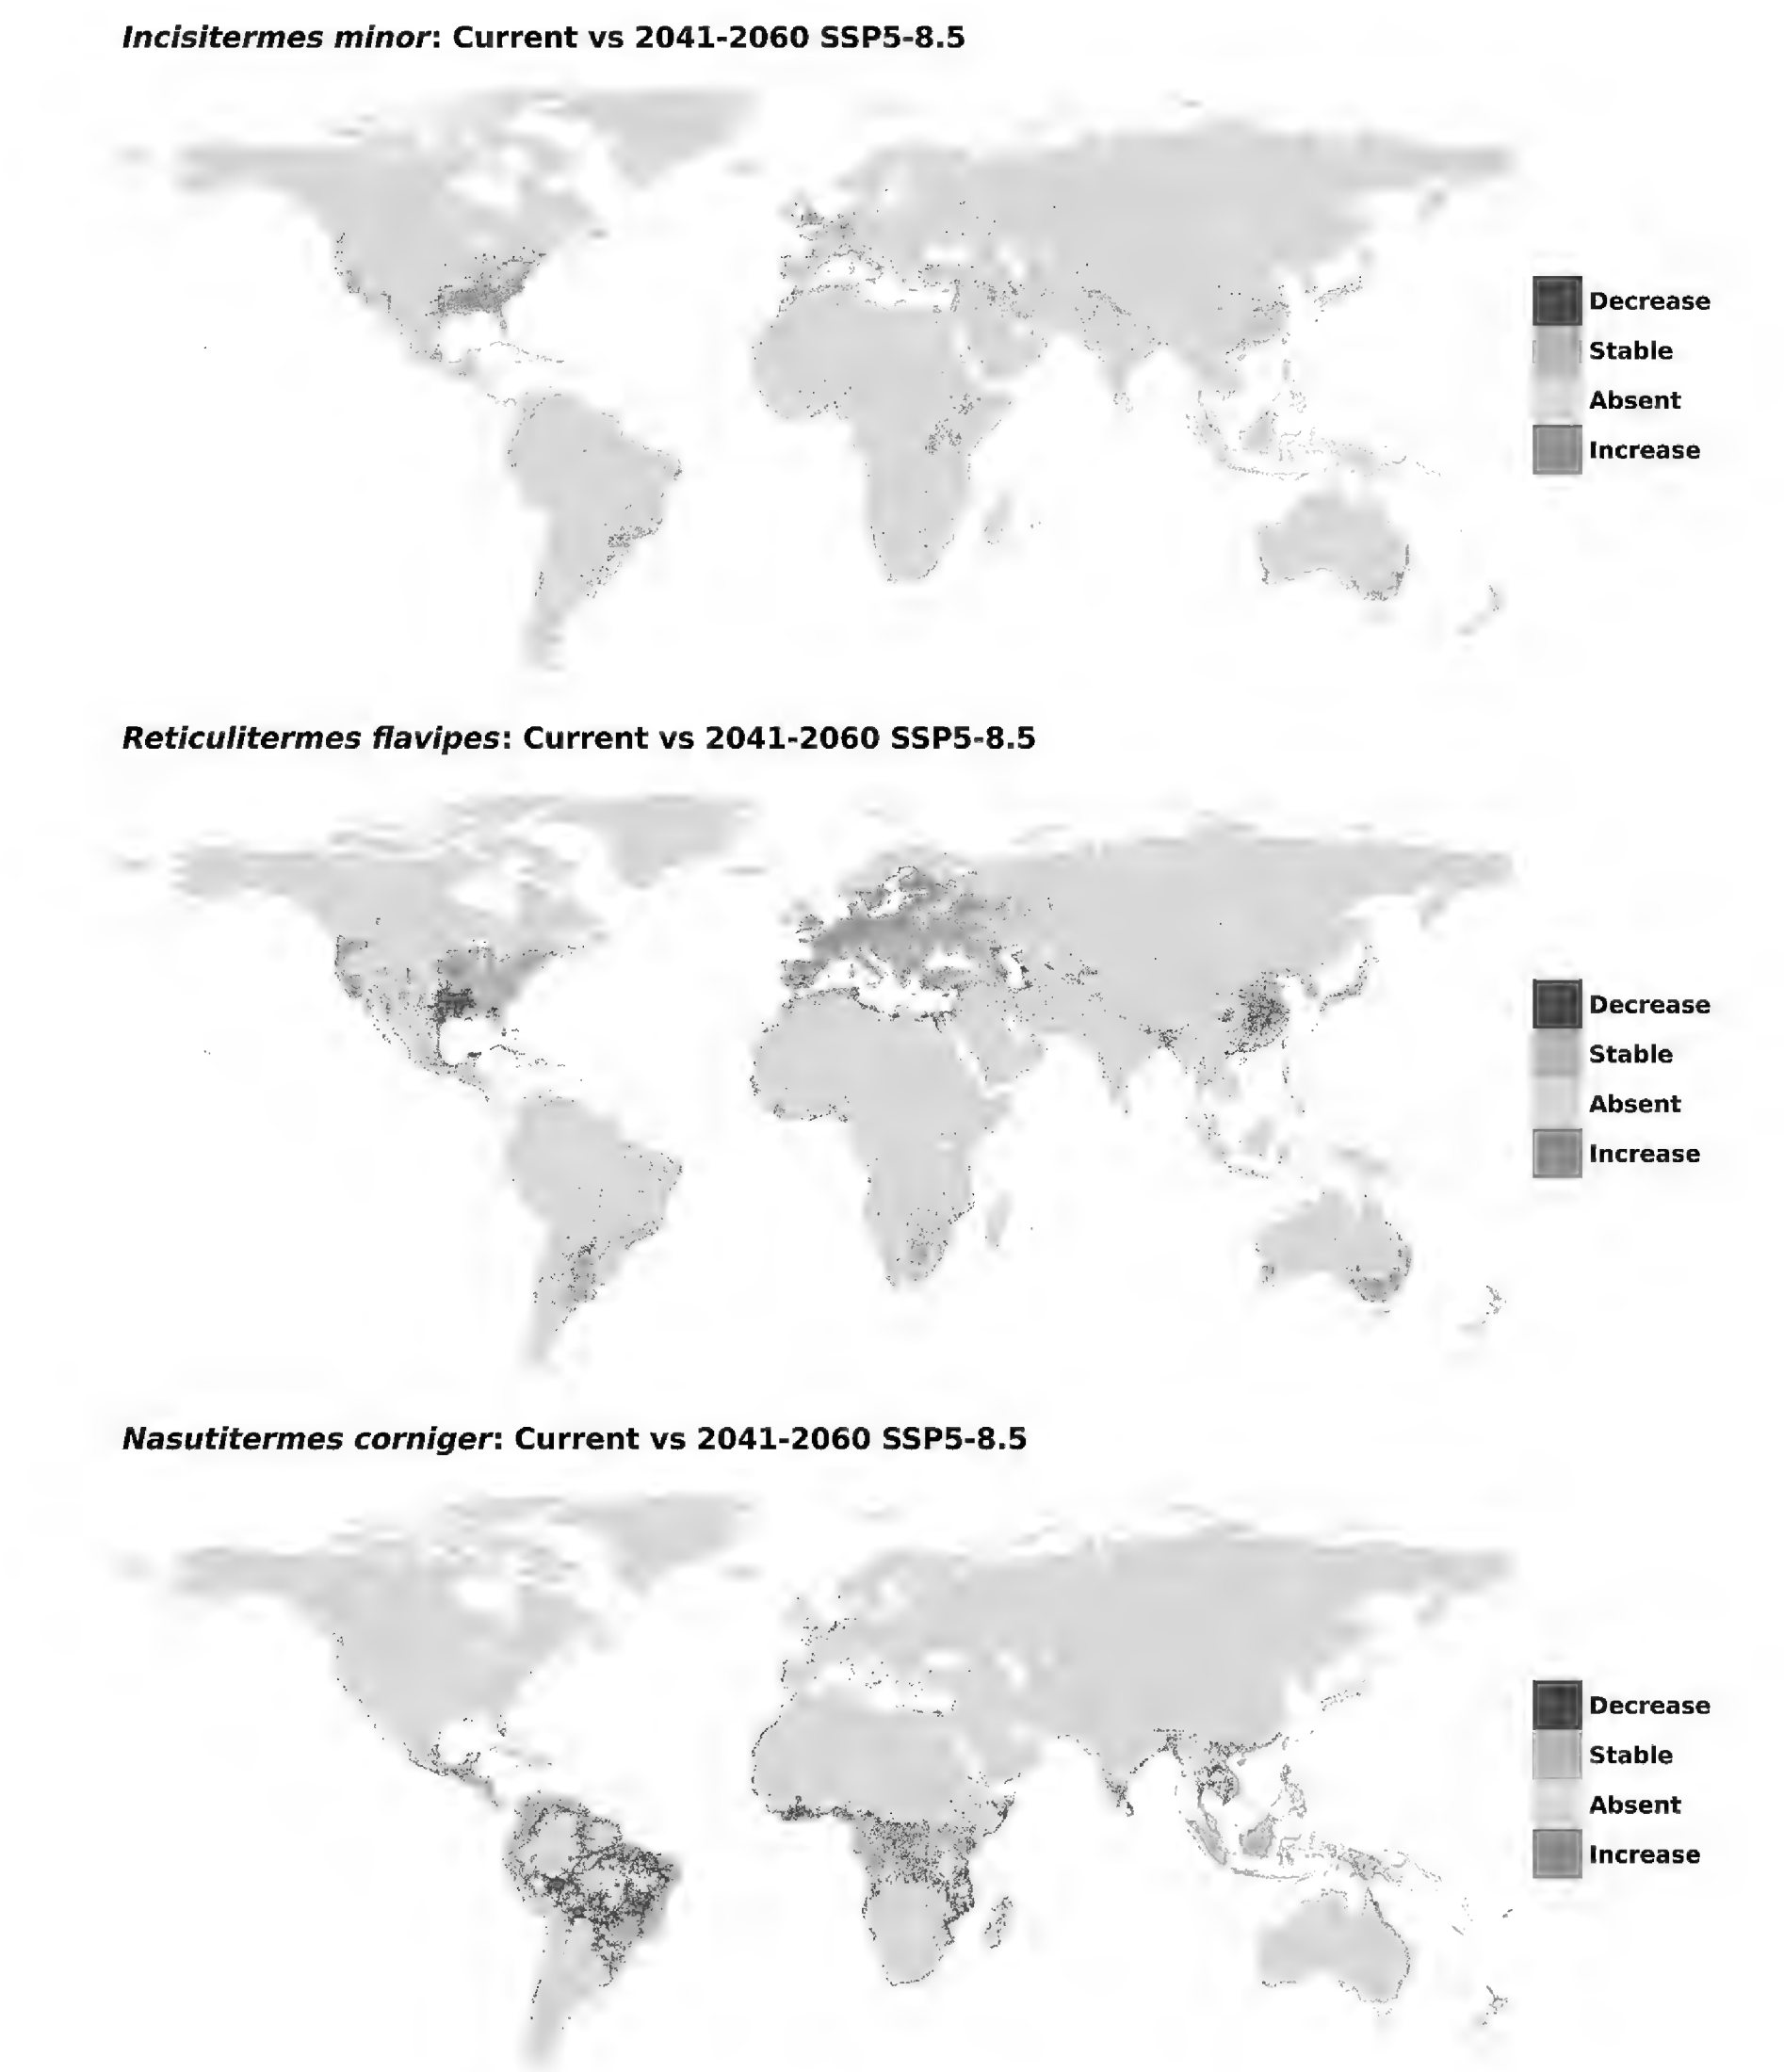 Incisitermes minor: Current vs 2041-2060 SSP5-8.5
Decrease
Stable
Absent
Increase
Reticulitermes flavipes: Current vs 2041-2060 SSP5-8.5
Decrease
Stable
Absent
Increase
Nasutitermes corniger: Current vs 2041-2060 SSP5-8.5
Decrease
Stable
Absent
Increase